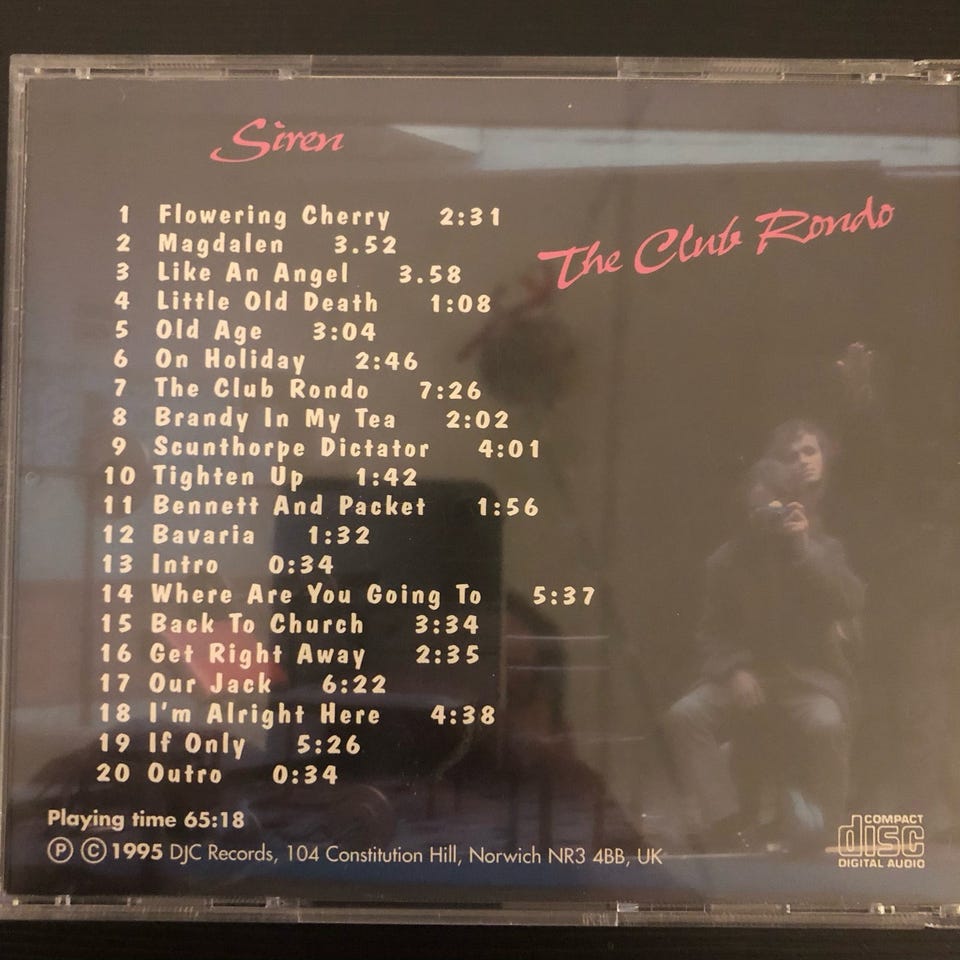 Siren
The Club Rondo
1 Flowering Cherry 2:31
2 Magdalen 3.52
3 Like An Angel 3.58
4 Little Old Death 1:08
5 Old Age 3:04
6 On Holiday 2:46
7 The Club Rondo 7:26
8 Brandy In My Tea 2:02
9 Scunthorpe Dictator 4:01
10 Tighten Up 1:42
11 Bennett And Packet 1:56
12 Bavaria 1:32
13 Intro 0:34
14 Where Are You Going To 5:37
15 Back To Church 3:34
16 Get Right Away 2:35
17 Our Jack 6:22
18 I'm Alright Here 4:38
19 If Only 5:26
20 Outro 0:34
Playing time 65:18
℗ © 1995 DJC Records, 104 Constitution Hill, Norwich NR3 4BB, UK
COMPACT
disc
DIGITAL AUDIO